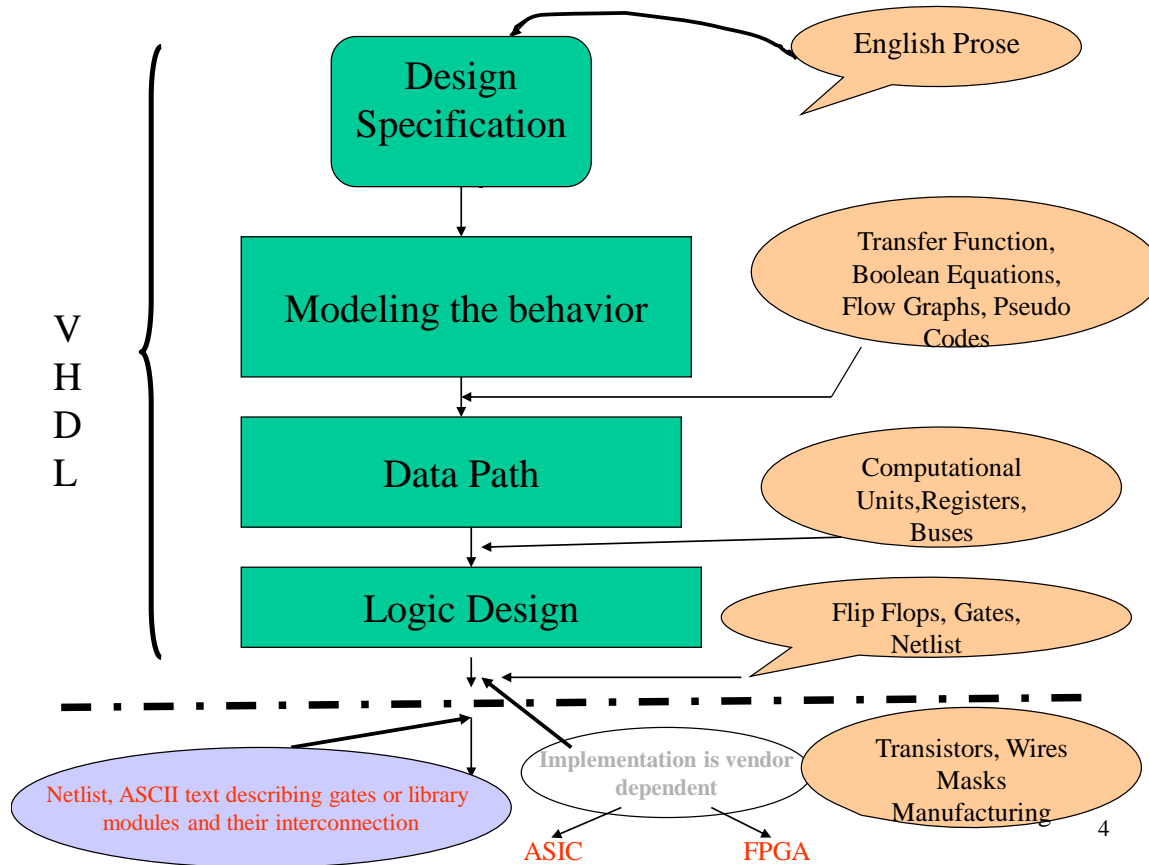 English Prose
Design
Specification
Transfer Function,
Boolean Equations,
Flow Graphs, Pseudo
Codes
Modeling the behavior
V
H
D
L
Data Path
Computational
Units,Registers,
Buses
Logic Design
Flip Flops, Gates,
Netlist
Implementation is vendor
dependent
Transistors, Wires
Masks
Manufacturing
Netlist, ASCII text describing gates or library
modules and their interconnection
ASIC
FPGA
4